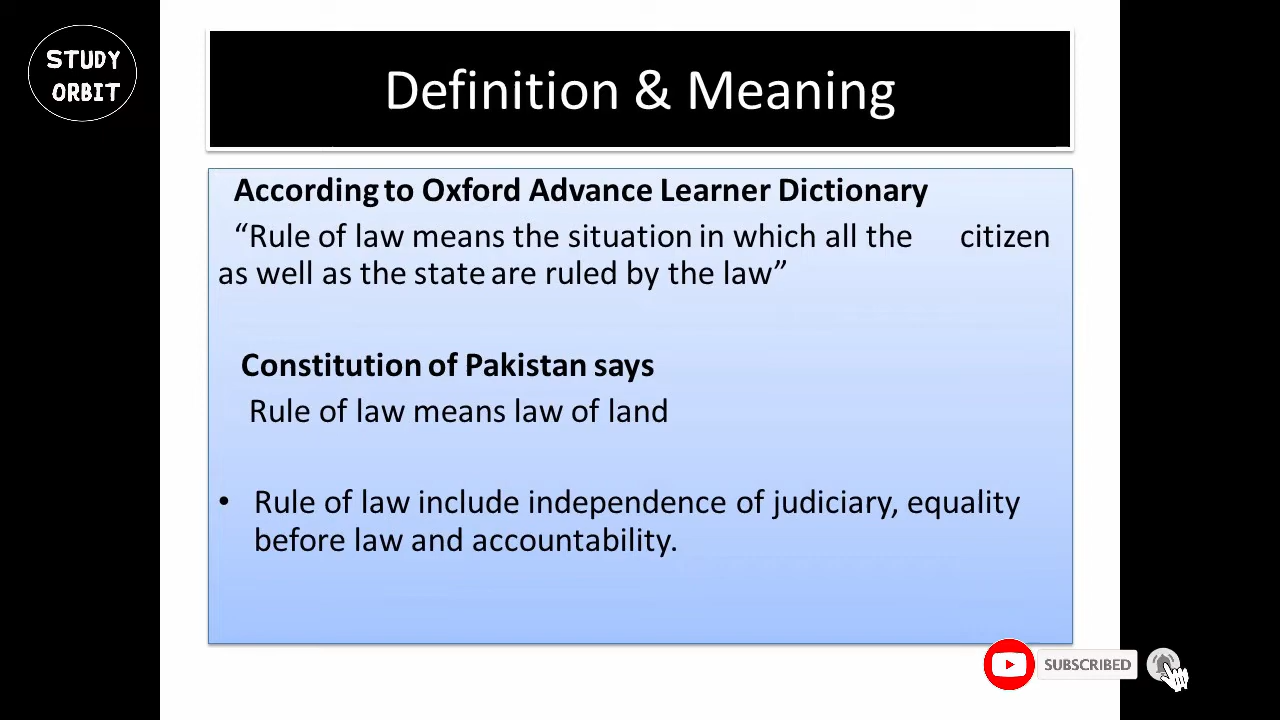 STUDY
ORBIT
Definition & Meaning
According to Oxford Advance Learner Dictionary
“Rule of law means the situation in which all the citizen
as well as the state are ruled by the law”
Constitution of Pakistan says
Rule of law means law of land
• Rule of law include independence of judiciary, equality
before law and accountability.
SUBSCRIBED